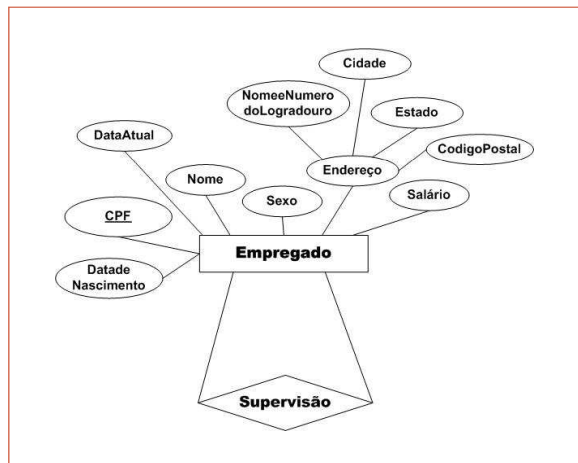 Cidade
NomeeNumero
doLogradouro
Estado
DataAtual
CodigoPostal
Endereço
Nome
Salário
Sexo
CPF
Empregado
Datade
Nascimento
Supervisão